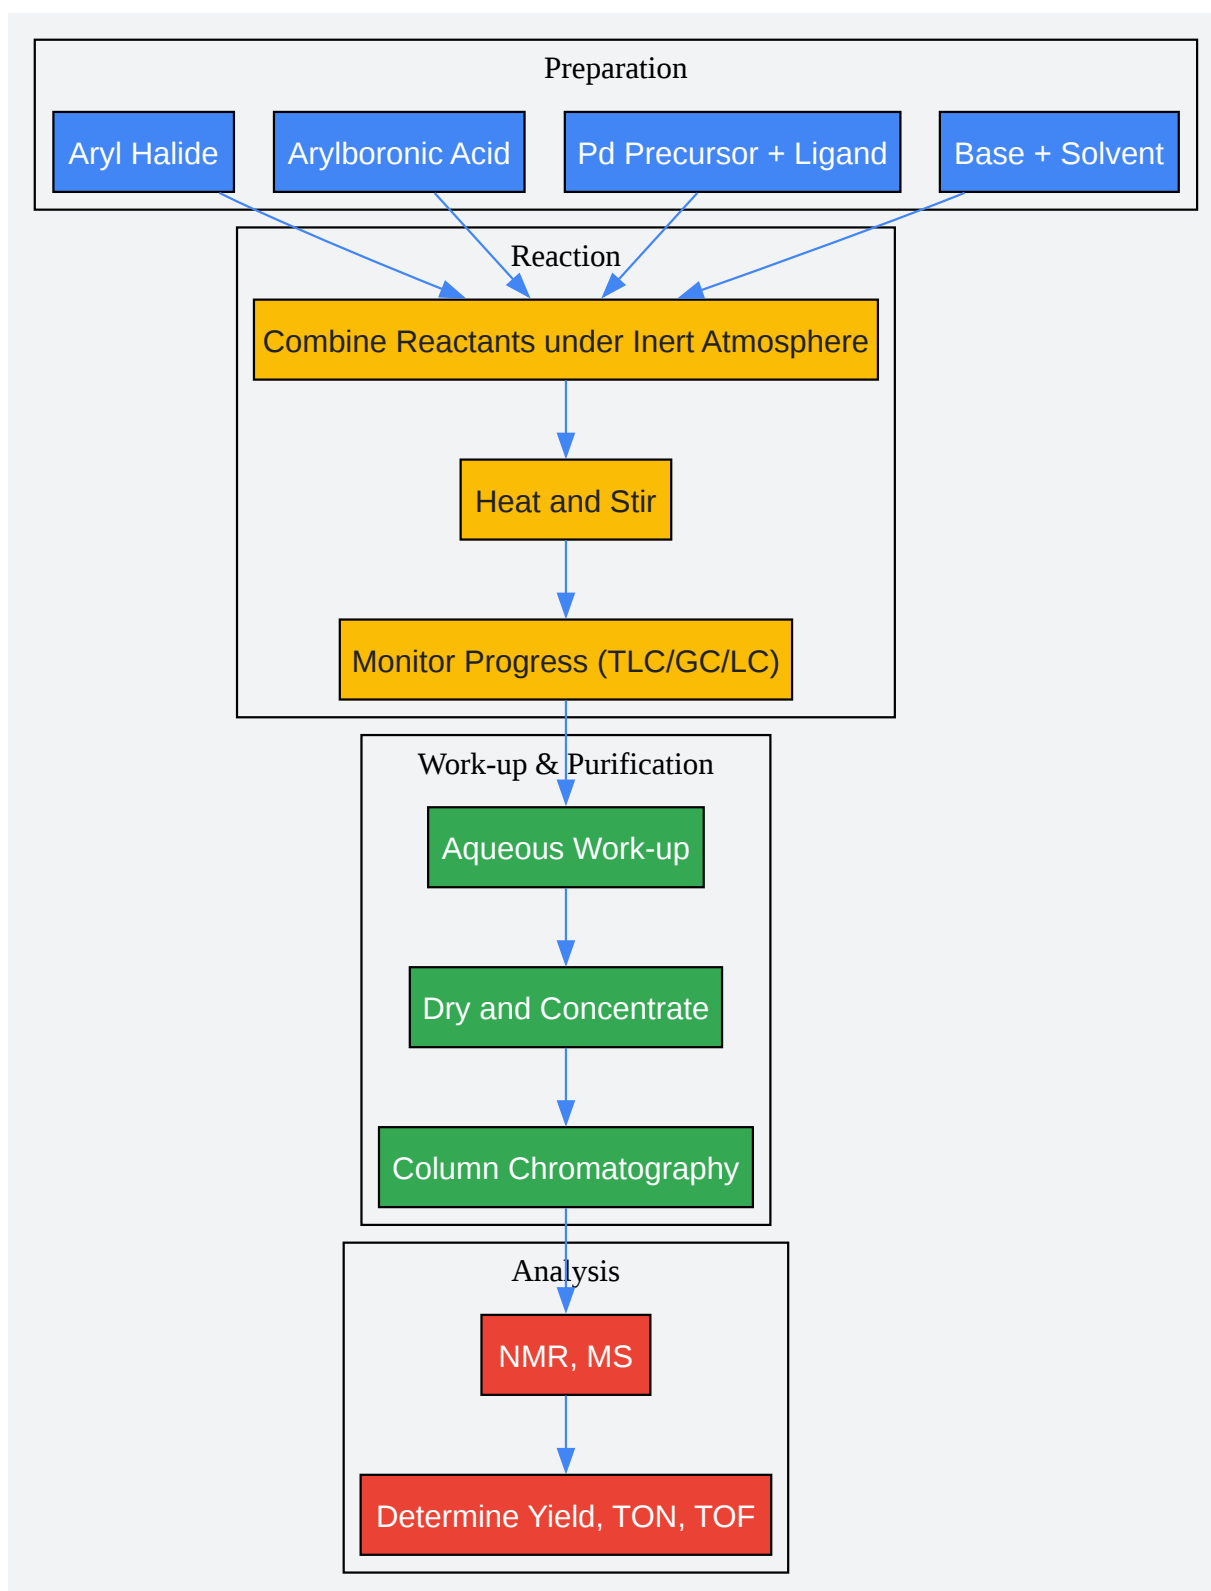 Preparation
Aryl Halide
Arylboronic Acid
Pd Precursor + Ligand
Base + Solvent
Reaction
Combine Reactants under Inert Atmosphere
Heat and Stir
Monitor Progress (TLC/GC/LC)
Work-up & Purification
Aqueous Work-up
Dry and Concentrate
Column Chromatography
Analysis
NMR, MS
Determine Yield, TON, TOF